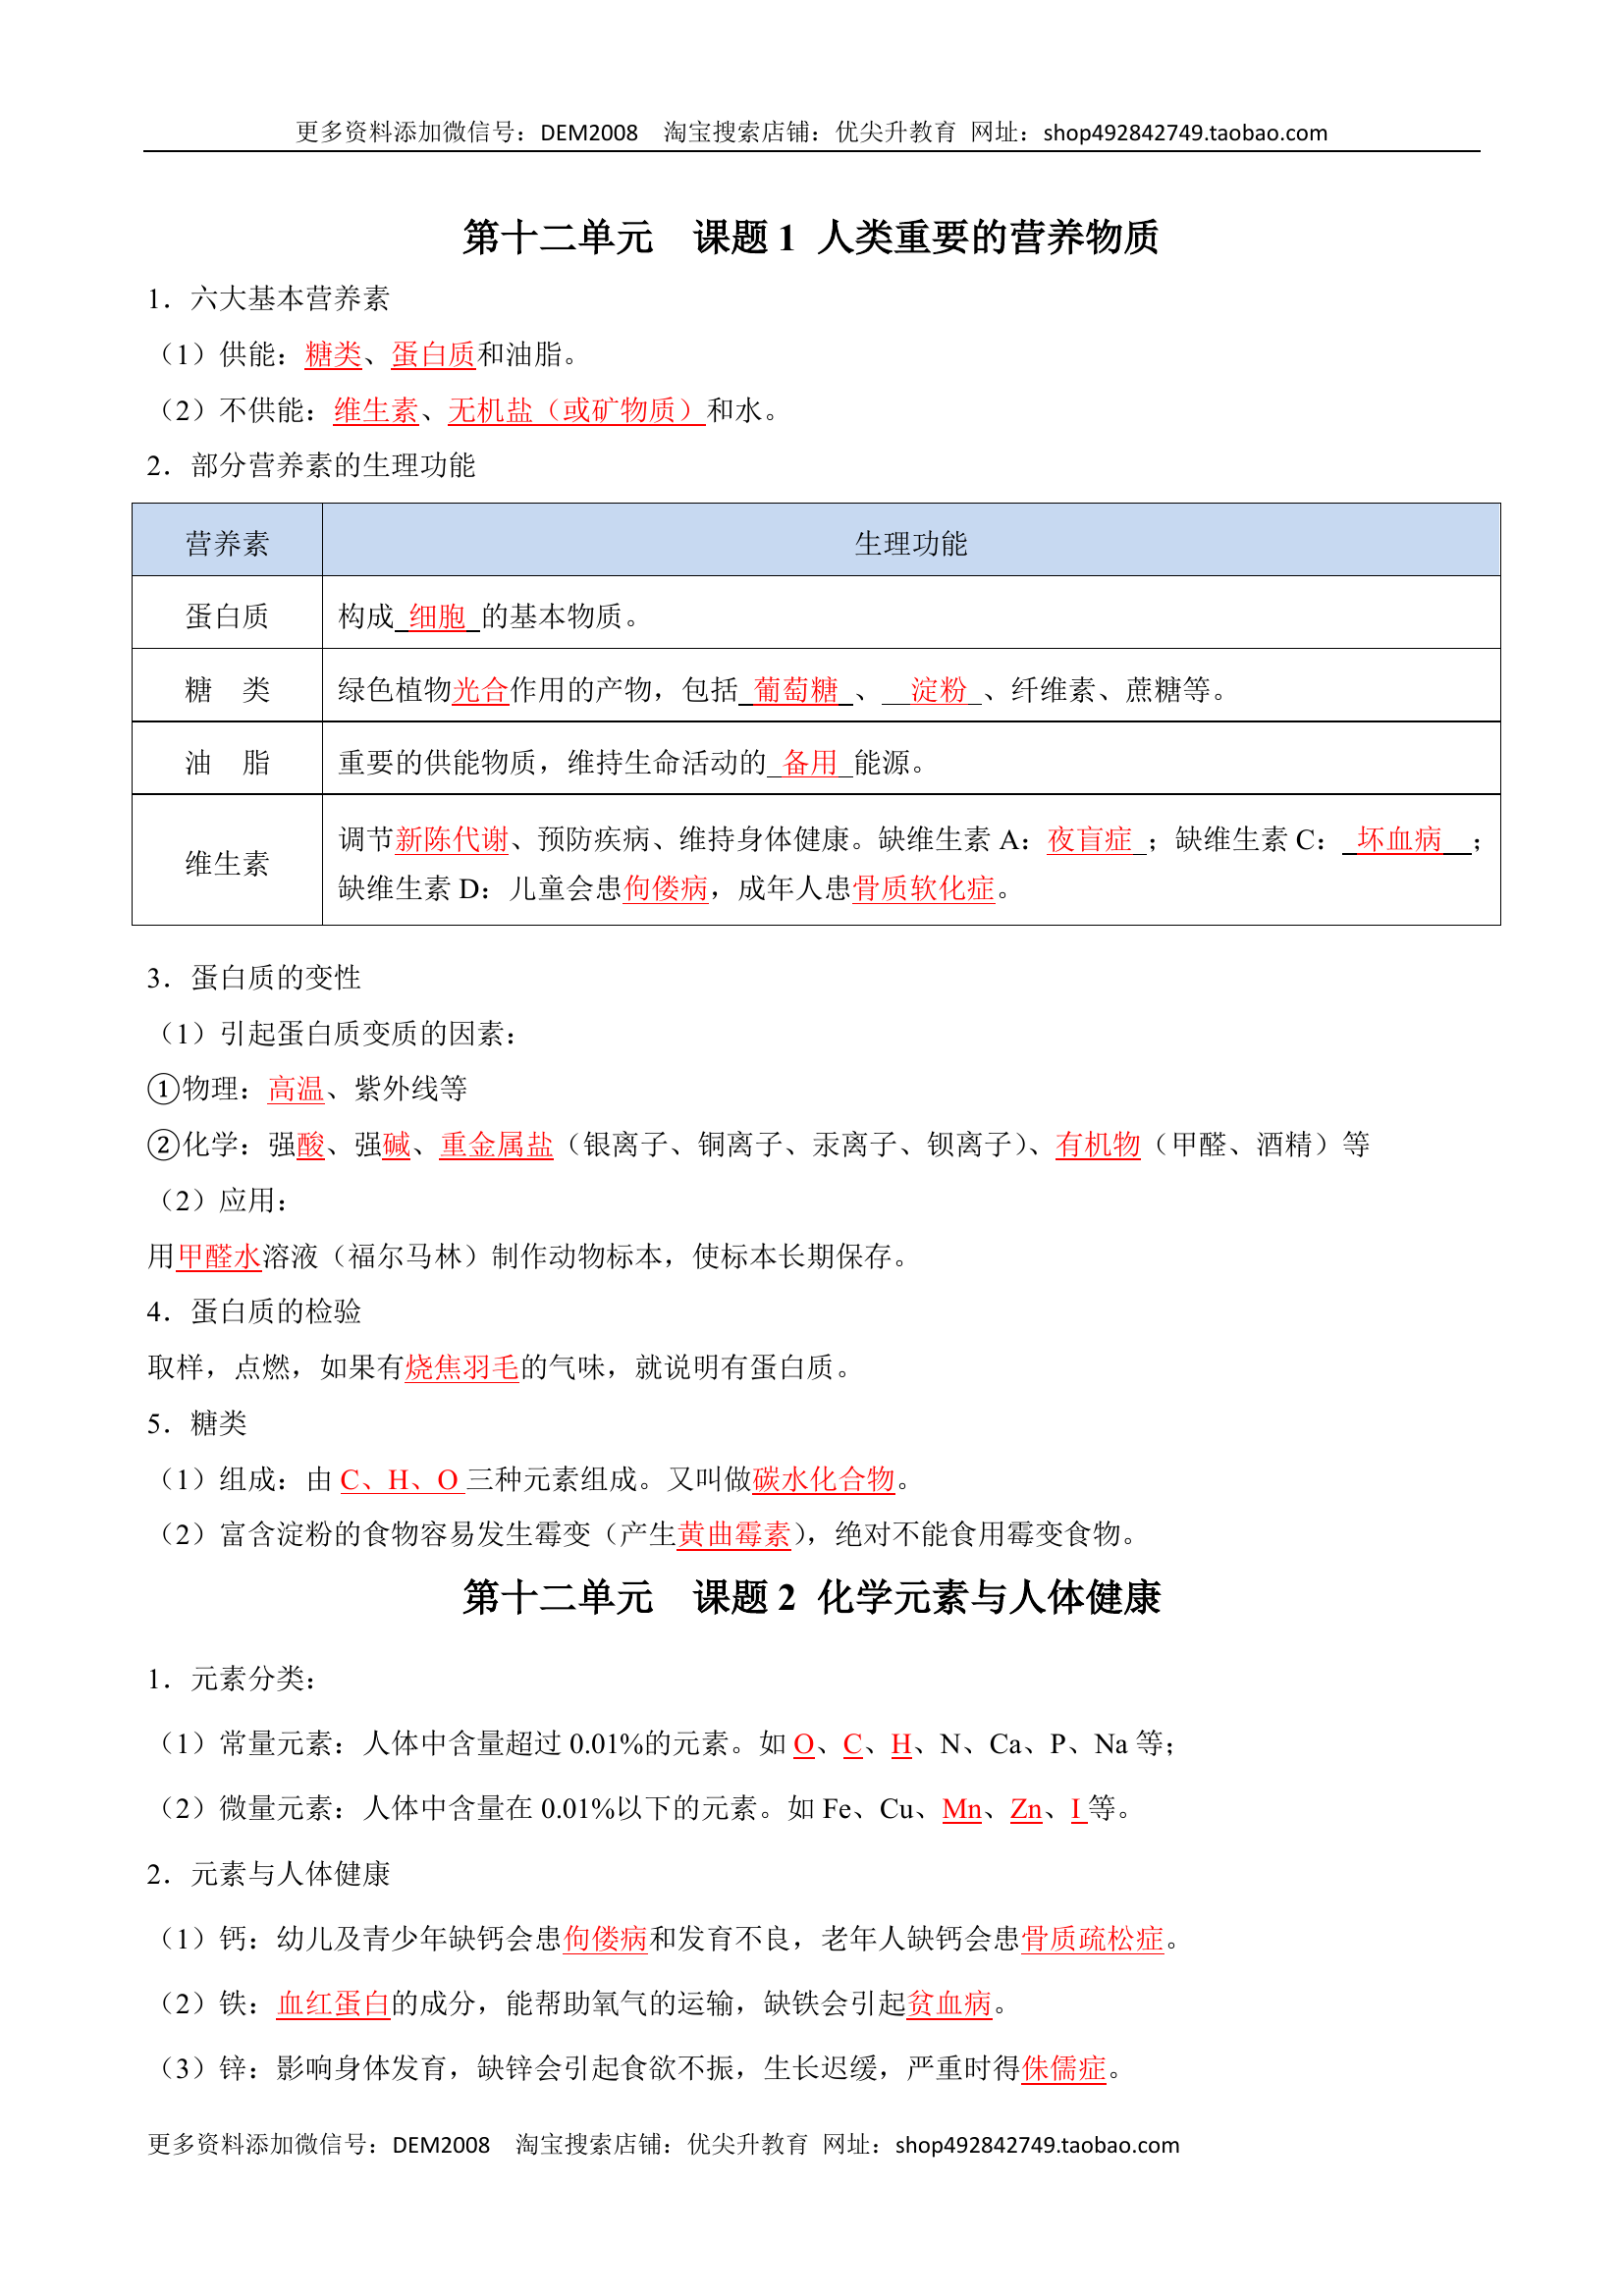 更多资料添加微信号：DEM2008 淘宝搜索店铺：优尖升教育 网址：shop492842749.taobao.com
第十二单元 课题1 人类重要的营养物质
1．六大基本营养素
（1）供能：糖类、蛋白质和油脂。
（2）不供能：维生素、无机盐（或矿物质）和水。
2．部分营养素的生理功能
营养素 生理功能
蛋白质 构成 细胞 的基本物质。
糖 类 绿色植物光合作用的产物，包括 葡萄糖 、 淀粉 、纤维素、蔗糖等。
油 脂 重要的供能物质，维持生命活动的 备用 能源。
维生素 调节新陈代谢、预防疾病、维持身体健康。缺维生素 A：夜盲症 ；缺维生素 C： 坏血病 ；
缺维生素 D：儿童会患佝偻病，成年人患骨质软化症。
3．蛋白质的变性
（1）引起蛋白质变质的因素：
①物理：高温、紫外线等
②化学：强酸、强碱、重金属盐（银离子、铜离子、汞离子、钡离子）、有机物（甲醛、酒精）等
（2）应用：
用甲醛水溶液（福尔马林）制作动物标本，使标本长期保存。
4．蛋白质的检验
取样，点燃，如果有烧焦羽毛的气味，就说明有蛋白质。
5．糖类
（1）组成：由 C、H、O 三种元素组成。又叫做碳水化合物。
（2）富含淀粉的食物容易发生霉变（产生黄曲霉素），绝对不能食用霉变食物。
第十二单元 课题2 化学元素与人体健康
1．元素分类：
（1）常量元素：人体中含量超过 0.01%的元素。如 O、C、H、N、Ca、P、Na 等；
（2）微量元素：人体中含量在 0.01%以下的元素。如 Fe、Cu、Mn、Zn、I 等。
2．元素与人体健康
（1）钙：幼儿及青少年缺钙会患佝偻病和发育不良，老年人缺钙会患骨质疏松症。
（2）铁：血红蛋白的成分，能帮助氧气的运输，缺铁会引起贫血病。
（3）锌：影响身体发育，缺锌会引起食欲不振，生长迟缓，严重时得侏儒症。
更多资料添加微信号：DEM2008 淘宝搜索店铺：优尖升教育 网址：shop492842749.taobao.com